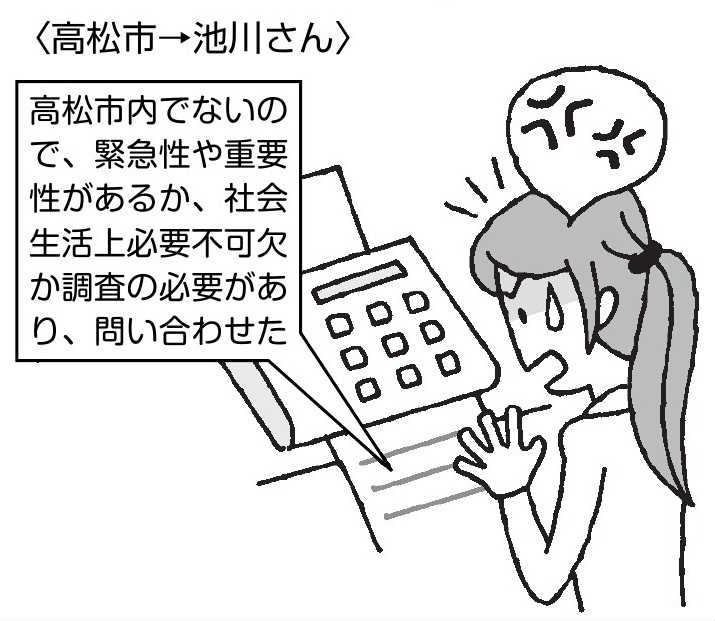 〈高松市→池川さん〉
高松市内でないの
で、緊急性や重要
性があるか、社会
生活上必要不可欠
か調査の必要があ
り、問い合わせた